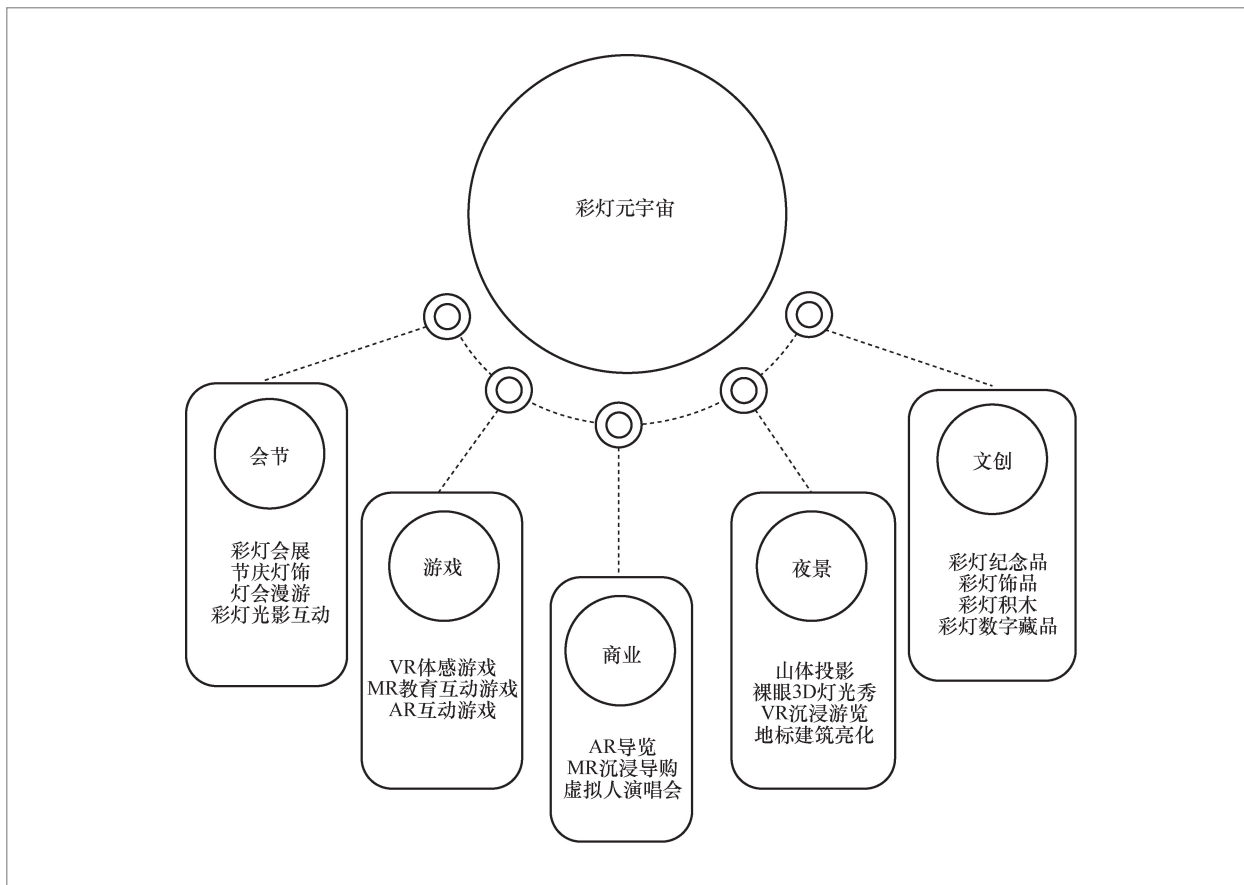 彩灯元宇宙
会节
彩灯会展
节庆灯饰
灯会漫游
彩灯光影互动
游戏
VR体感游戏
MR教育互动游戏
AR互动游戏
商业
AR导览
MR沉浸导购
虚拟人演唱会
夜景
山体投影
裸眼3D灯光秀
VR沉浸游览
地标建筑亮化
文创
彩灯纪念品
彩灯饰品
彩灯积木
彩灯数字藏品